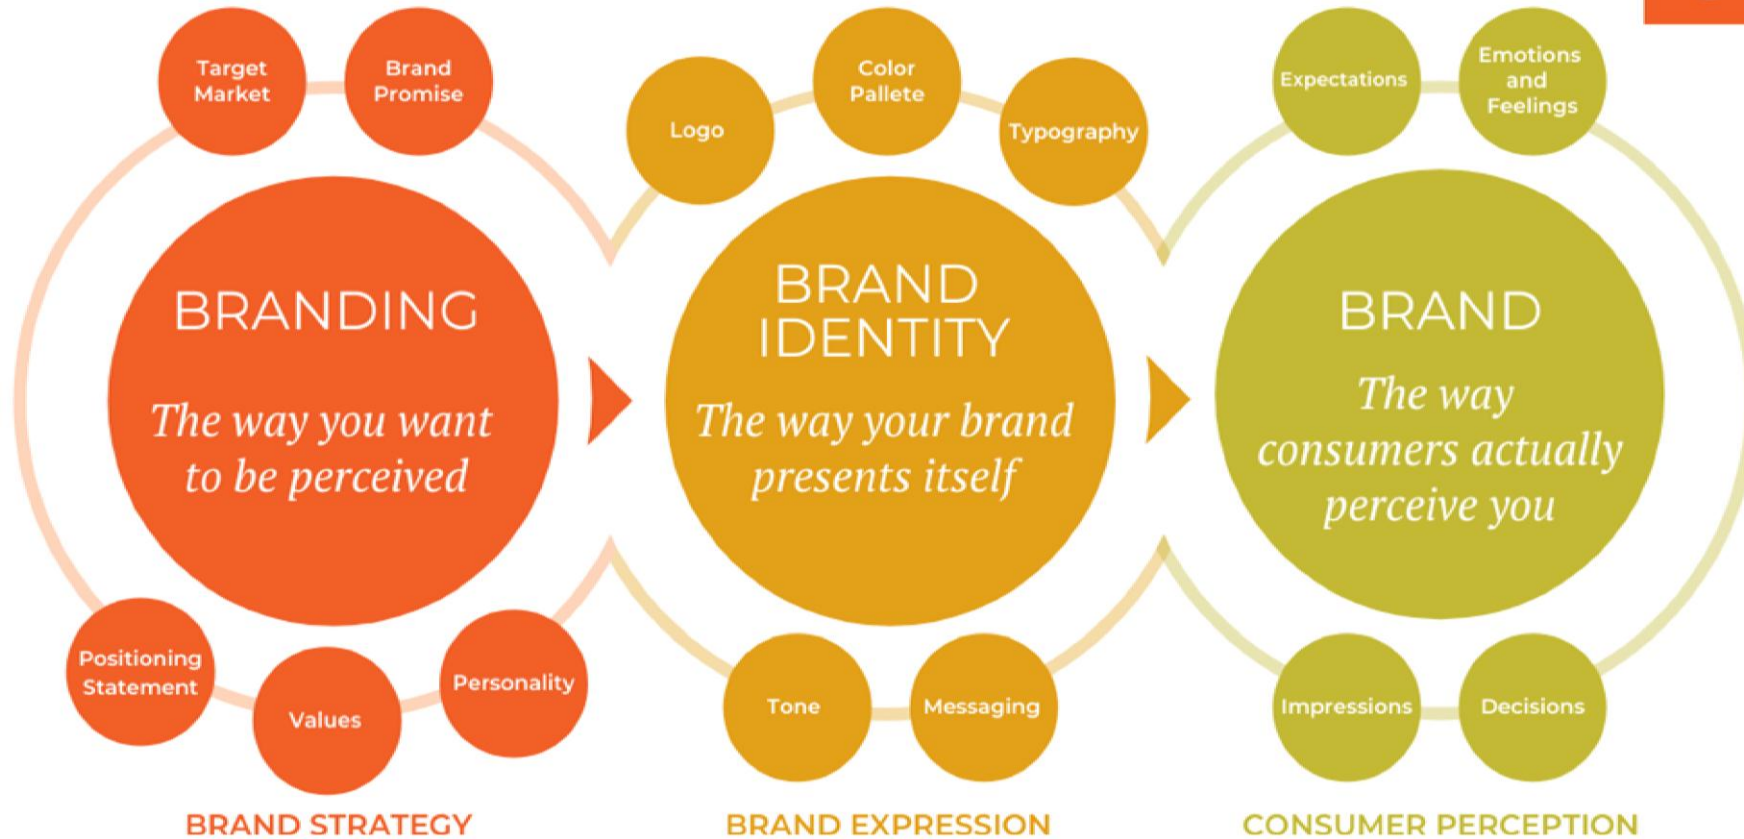 Target
Market
Brand
Promise
BRANDING
The way you want
to be perceived
Positioning
Statement
Values
Personality
BRAND STRATEGY
Logo
Color
Pallete
Typography
BRAND
IDENTITY
The way your brand
presents itself
Tone
Messaging
BRAND EXPRESSION
Expectations
Emotions
and
Feelings
BRAND
The way
consumers actually
perceive you
Impressions
Decisions
CONSUMER PERCEPTION